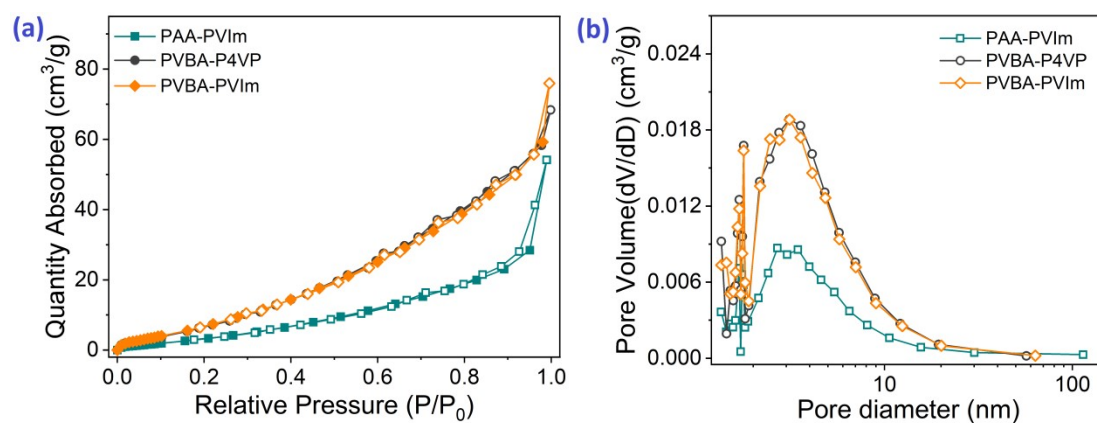 (a)
PAA-PVIm
PVBA-P4VP
PVBA-PVIm
80
60
40
20
0
Quantity Absorbed (cm³/g)
0.0 0.2 0.4 0.6 0.8 1.0
Relative Pressure (P/P₀)
(b)
PAA-PVIm
PVBA-P4VP
PVBA-PVIm
0.024
0.018
0.012
0.006
0.000
Pore Volume(dV/dD) (cm³/g)
10 100
Pore diameter (nm)